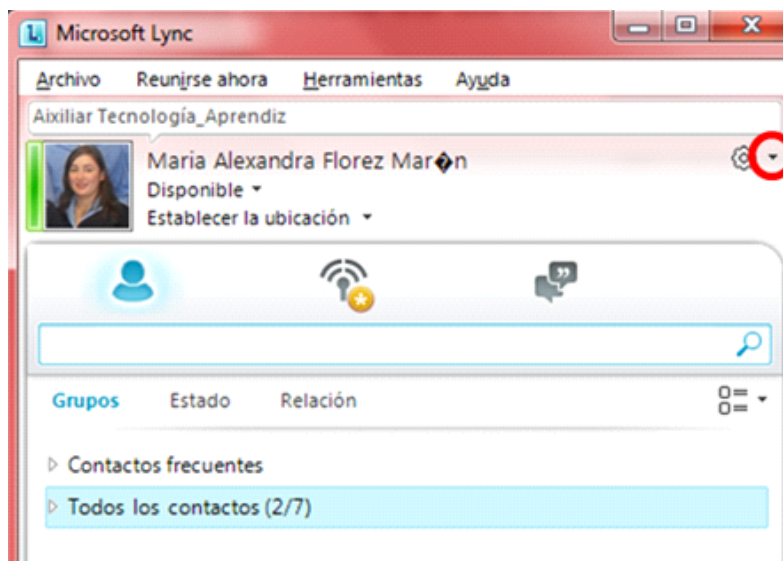 Microsoft Lync
Archivo Reunirse ahora Herramientas Ayuda
Aixiliar Tecnología_Aprendiz
Maria Alexandra Florez Mar�n
Disponible
Establecer la ubicación
Grupos Estado Relación
Contactos frecuentes
Todos los contactos (2/7)